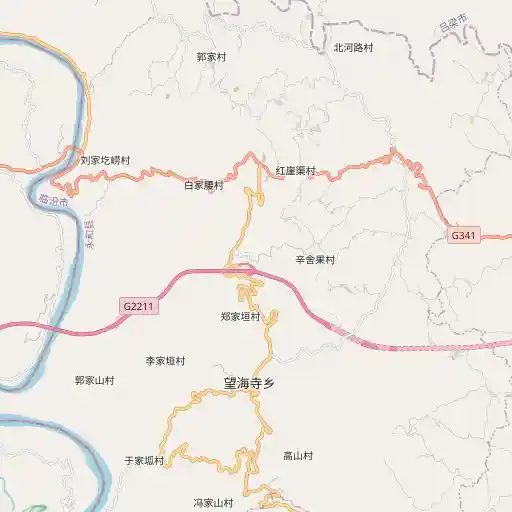 吕梁市
北河路村
郭家村
刘家圪崂村
红崖渠村
白家腰村
临汾市
永和县
G341
辛舍果村
G2211
郑家垣村
李家垣村
郭家山村
望海寺乡
高山村
于家坬村
冯家山村